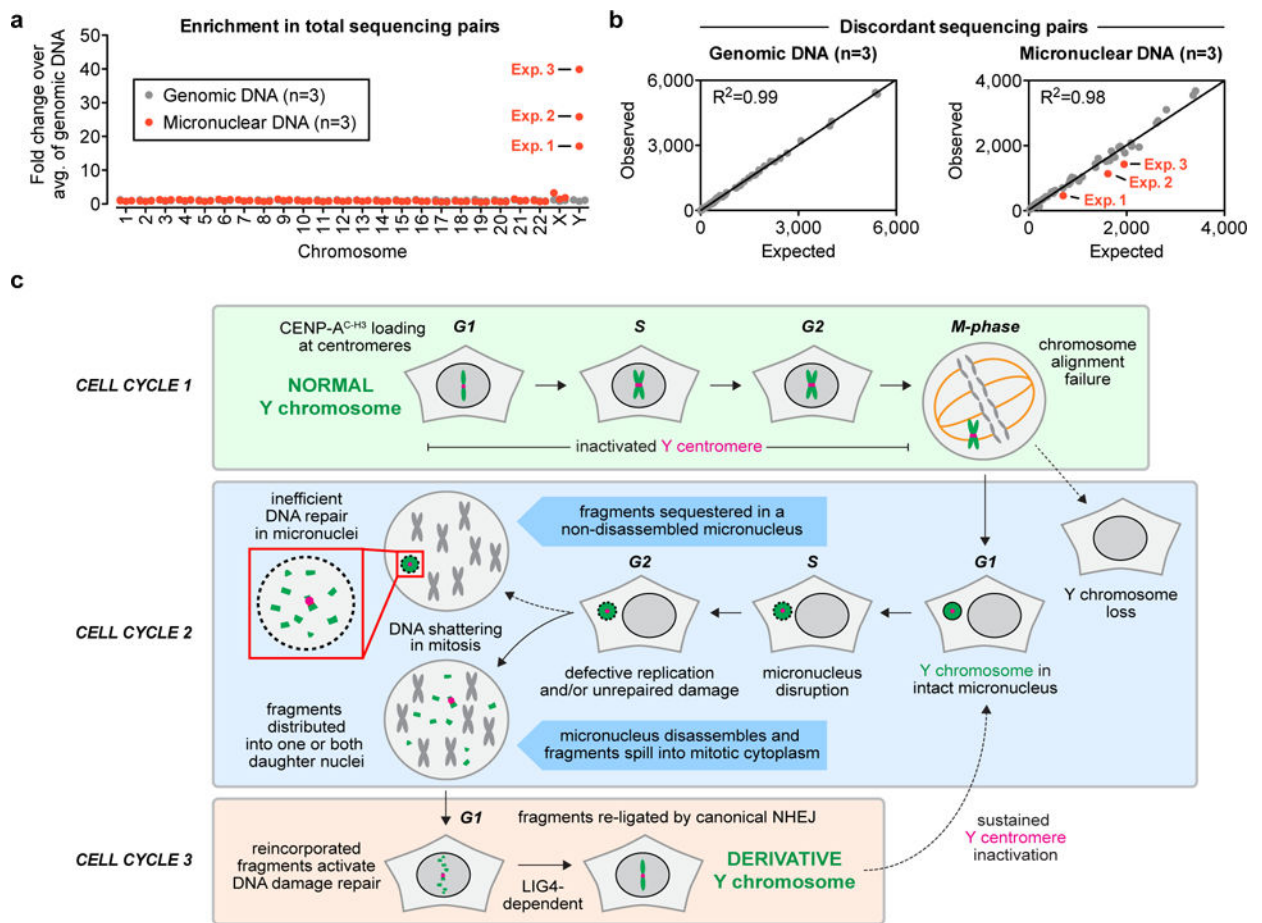 a
Enrichment in total sequencing pairs
Fold change over
avg. of genomic DNA
50
40
30
20
10
0
Genomic DNA (n=3)
Micronuclear DNA (n=3)
Exp. 3
Exp. 2
Exp. 1
1 2 3 4 5 6 7 8 9 10 11 12 13 14 15 16 17 18 19 20 21 22 X Y
Chromosome
b
Discordant sequencing pairs
Genomic DNA (n=3)
Observed
6,000
3,000
0
R²=0.99
0 3,000 6,000
Expected
Micronuclear DNA (n=3)
Observed
4,000
2,000
0
R²=0.98
Exp. 3
Exp. 2
Exp. 1
0 2,000 4,000
Expected
c
CELL CYCLE 1
CENP-A^C-H3 loading
at centromeres
NORMAL
Y chromosome
G1
S
G2
M-phase
chromosome
alignment
failure
inactivated Y centromere
CELL CYCLE 2
inefficient
DNA repair
in micronuclei
fragments sequestered in a
non-disassembled micronucleus
G2
S
G1
Y chromosome
loss
DNA shattering
in mitosis
defective replication
and/or unrepaired damage
micronucleus
disruption
Y chromosome in
intact micronucleus
fragments
distributed
into one or both
daughter nuclei
micronucleus disassembles and
fragments spill into mitotic cytoplasm
CELL CYCLE 3
G1
fragments re-ligated by canonical NHEJ
reincorporated
fragments activate
DNA damage repair
LIG4-
dependent
DERIVATIVE
Y chromosome
sustained
Y centromere
inactivation